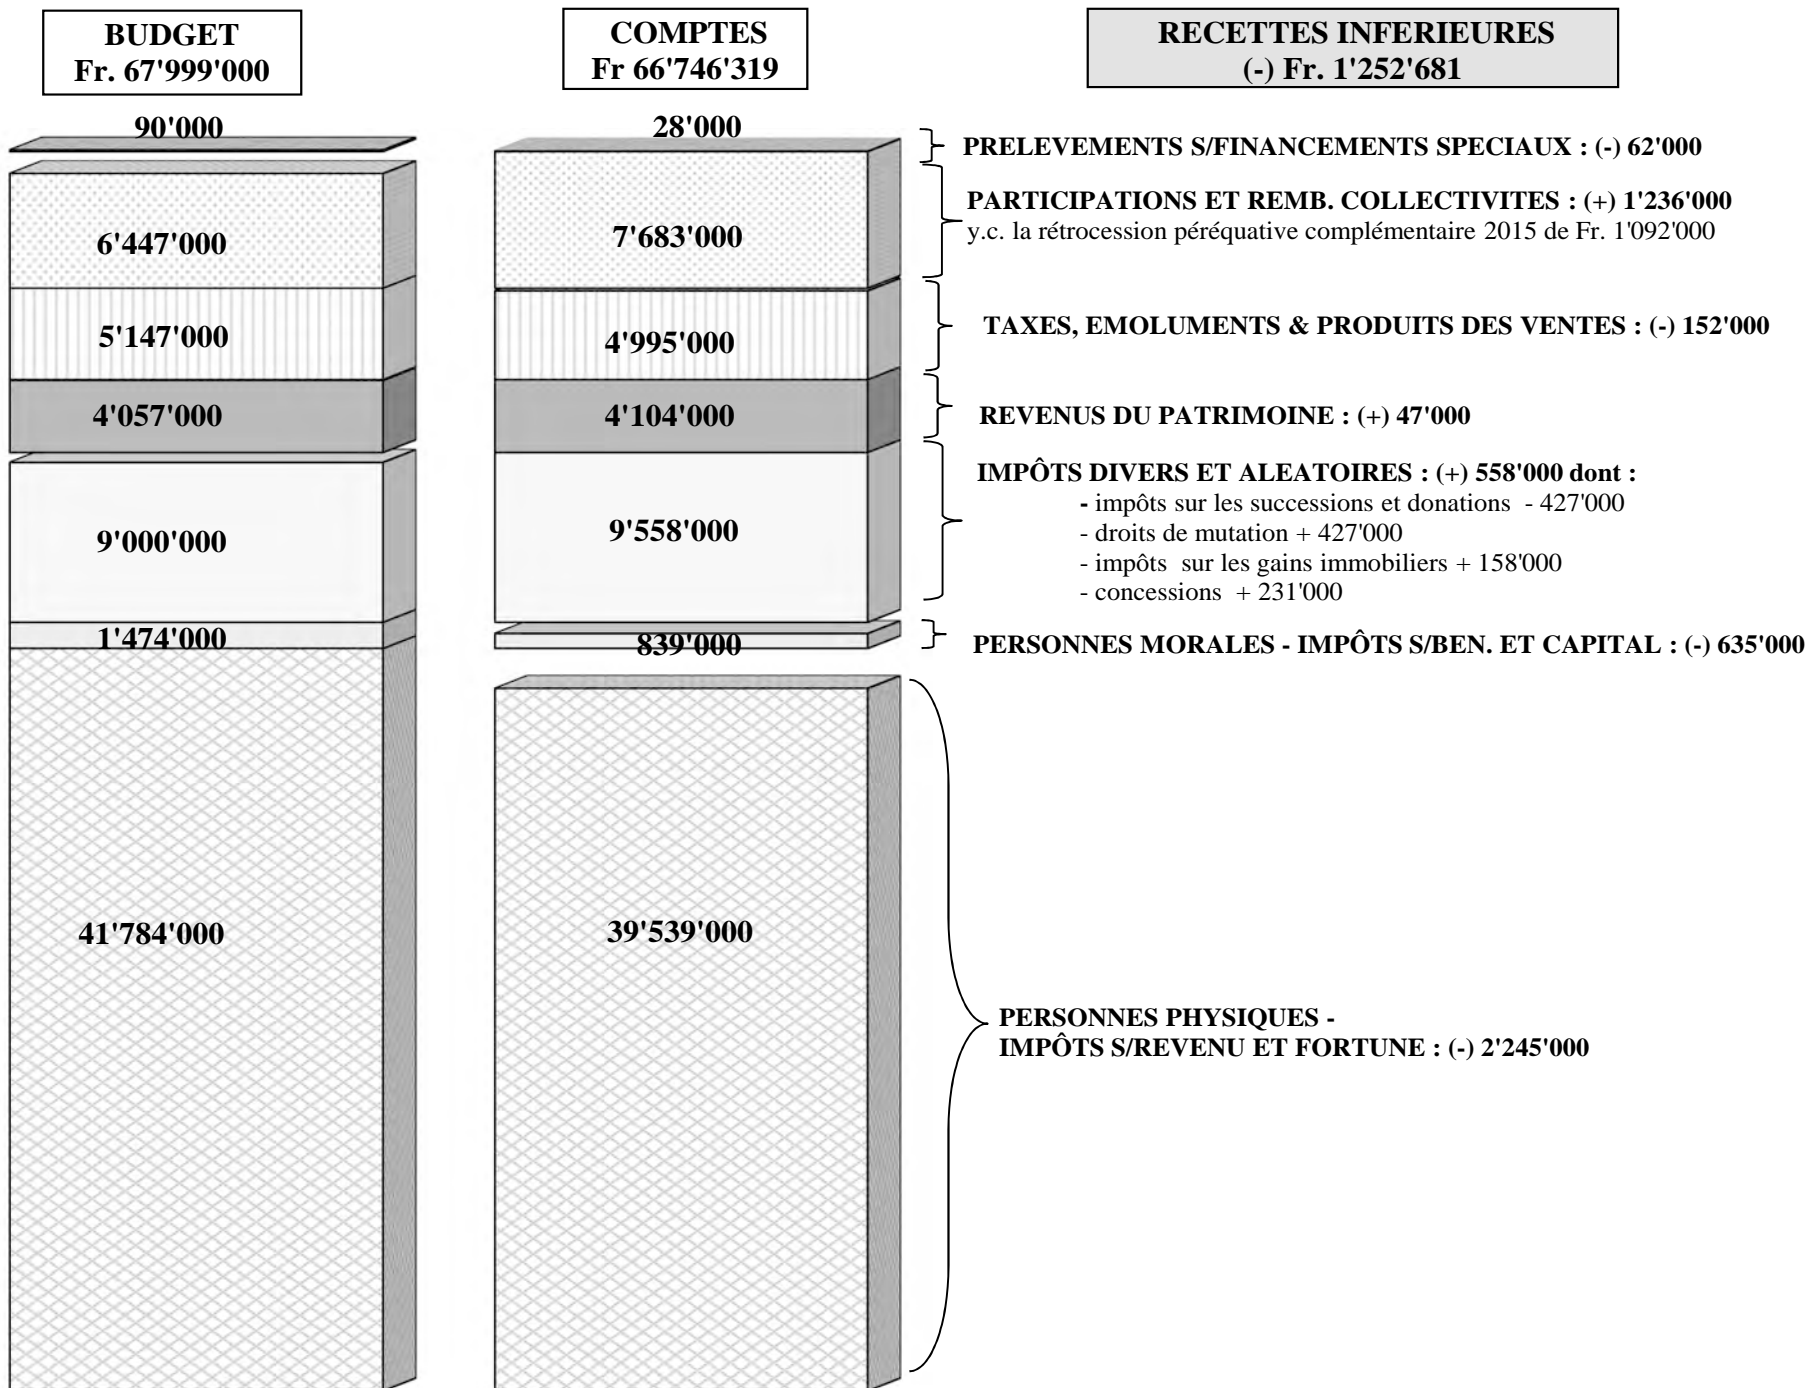 BUDGET
Fr. 67'999'000
COMPTES
Fr 66'746'319
RECETTES INFERIEURES
(-) Fr. 1'252'681
90'000
28'000
PRELEVEMENTS S/FINANCEMENTS SPECIAUX : (-) 62'000
6'447'000
7'683'000
PARTICIPATIONS ET REMB. COLLECTIVITES : (+) 1'236'000
y.c. la rétrocession péréquative complémentaire 2015 de Fr. 1'092'000
5'147'000
4'995'000
TAXES, EMOLUMENTS & PRODUITS DES VENTES : (-) 152'000
4'057'000
4'104'000
REVENUS DU PATRIMOINE : (+) 47'000
9'000'000
9'558'000
IMPÔTS DIVERS ET ALEATOIRES : (+) 558'000 dont :
- impôts sur les successions et donations - 427'000
- droits de mutation + 427'000
- impôts sur les gains immobiliers + 158'000
- concessions + 231'000
1'474'000
839'000
PERSONNES MORALES - IMPÔTS S/BEN. ET CAPITAL : (-) 635'000
41'784'000
39'539'000
PERSONNES PHYSIQUES -
IMPÔTS S/REVENU ET FORTUNE : (-) 2'245'000